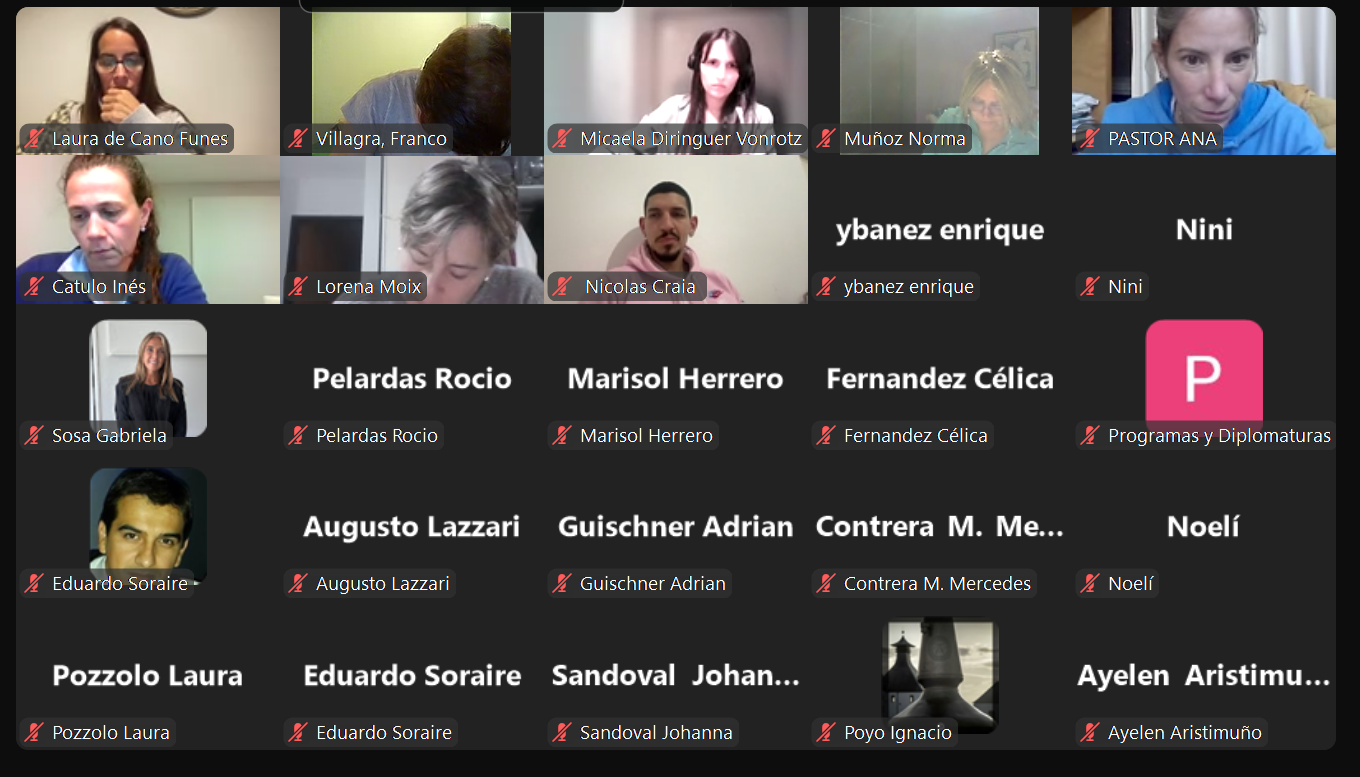 Laura de Cano Funes
Villagra, Franco
Micaela Diringuer Vonrotz
Muñoz Norma
PASTOR ANA
Catulo Inés
Lorena Moix
Nicolas Craia
ybanez enrique
ybanez enrique
Nini
Nini
Sosa Gabriela
Pelardas Rocio
Pelardas Rocio
Marisol Herrero
Marisol Herrero
Fernandez Célica
Fernandez Célica
P
Programas y Diplomaturas
Eduardo Soraire
Augusto Lazzari
Augusto Lazzari
Guischner Adrian
Guischner Adrian
Contrera M. Me...
Contrera M. Mercedes
Noelí
Noelí
Pozzolo Laura
Pozzolo Laura
Eduardo Soraire
Eduardo Soraire
Sandoval Johan...
Sandoval Johanna
Poyo Ignacio
Ayelen Aristimu...
Ayelen Aristimuño